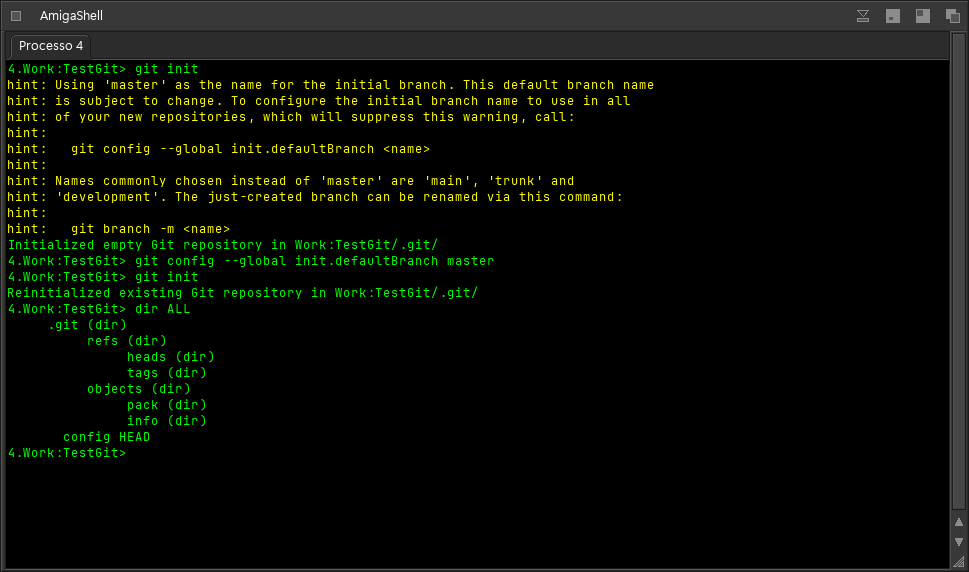 AmigaShell
Processo 4
4.Work:TestGit> git init
hint: Using 'master' as the name for the initial branch. This default branch name
hint: is subject to change. To configure the initial branch name to use in all
hint: of your new repositories, which will suppress this warning, call:
hint:
hint:   git config --global init.defaultBranch <name>
hint:
hint: Names commonly chosen instead of 'master' are 'main', 'trunk' and
hint: 'development'. The just-created branch can be renamed via this command:
hint:
hint:   git branch -m <name>
Initialized empty Git repository in Work:TestGit/.git/
4.Work:TestGit> git config --global init.defaultBranch master
4.Work:TestGit> git init
Reinitialized existing Git repository in Work:TestGit/.git/
4.Work:TestGit> dir ALL
     .git (dir)
          refs (dir)
               heads (dir)
               tags (dir)
          objects (dir)
               pack (dir)
               info (dir)
       config HEAD
4.Work:TestGit>